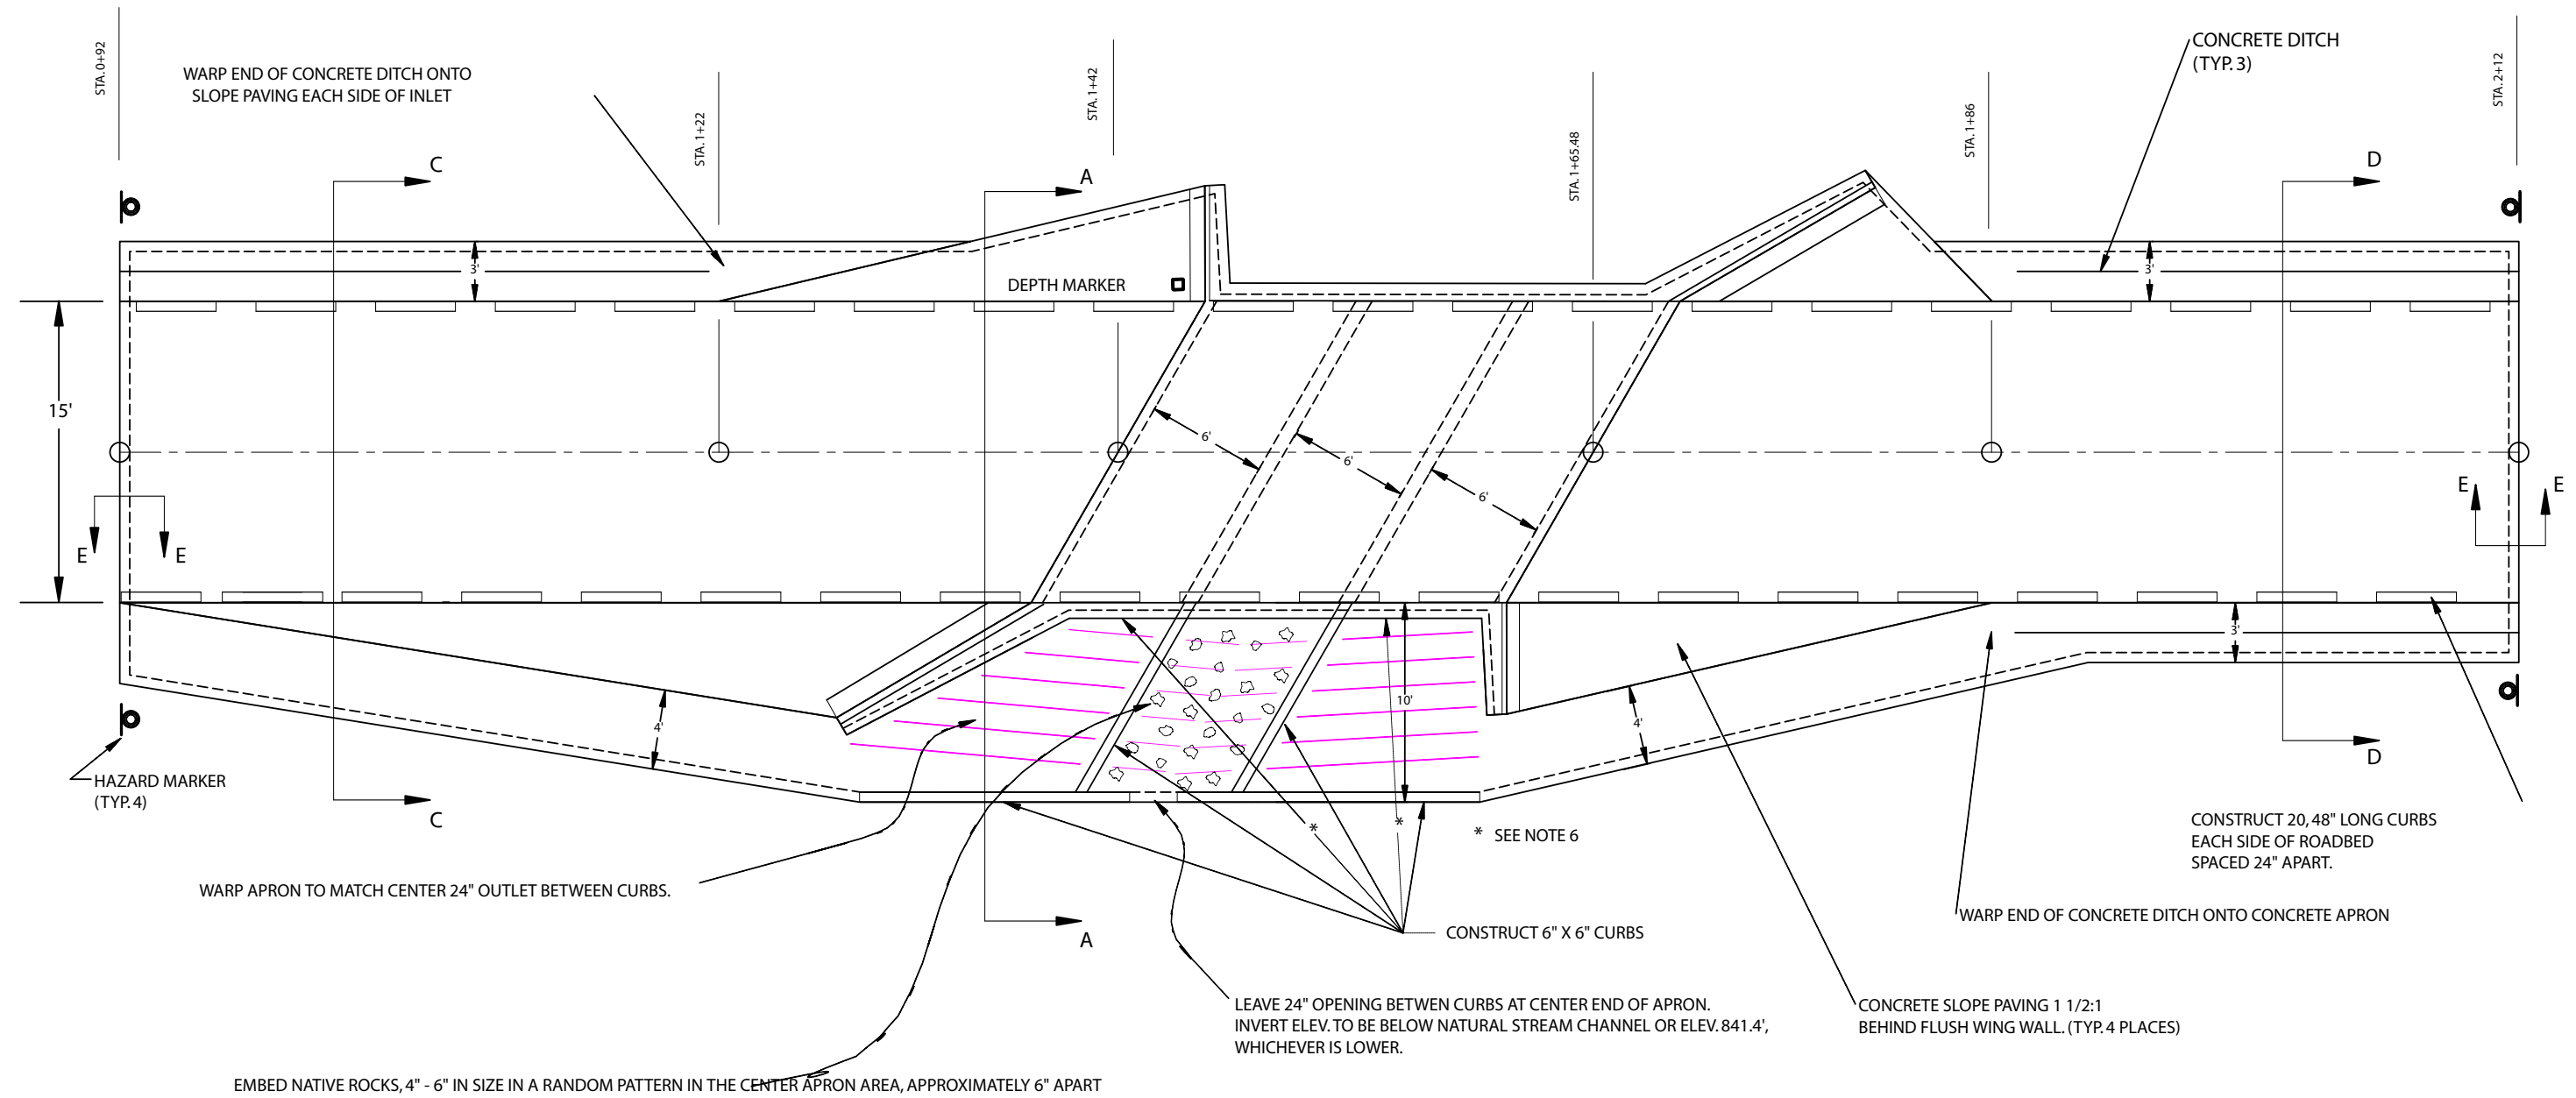 STA. 0+92
STA. 1+22
STA. 1+42
STA. 1+65.48
STA. 1+86
STA. 2+12
WARP END OF CONCRETE DITCH ONTO
SLOPE PAVING EACH SIDE OF INLET
CONCRETE DITCH
(TYP. 3)
C
A
D
3'
3'
DEPTH MARKER
15'
6'
6'
6'
E
E
E
E
3'
4'
10'
4'
HAZARD MARKER
(TYP. 4)
C
D
*
*
* SEE NOTE 6
CONSTRUCT 20, 48" LONG CURBS
EACH SIDE OF ROADBED
SPACED 24" APART.
WARP APRON TO MATCH CENTER 24" OUTLET BETWEEN CURBS.
WARP END OF CONCRETE DITCH ONTO CONCRETE APRON
A
CONSTRUCT 6" X 6" CURBS
LEAVE 24" OPENING BETWEN CURBS AT CENTER END OF APRON.
INVERT ELEV. TO BE BELOW NATURAL STREAM CHANNEL OR ELEV. 841.4',
WHICHEVER IS LOWER.
CONCRETE SLOPE PAVING 1 1/2:1
BEHIND FLUSH WING WALL. (TYP. 4 PLACES)
EMBED NATIVE ROCKS, 4" - 6" IN SIZE IN A RANDOM PATTERN IN THE CENTER APRON AREA, APPROXIMATELY 6" APART